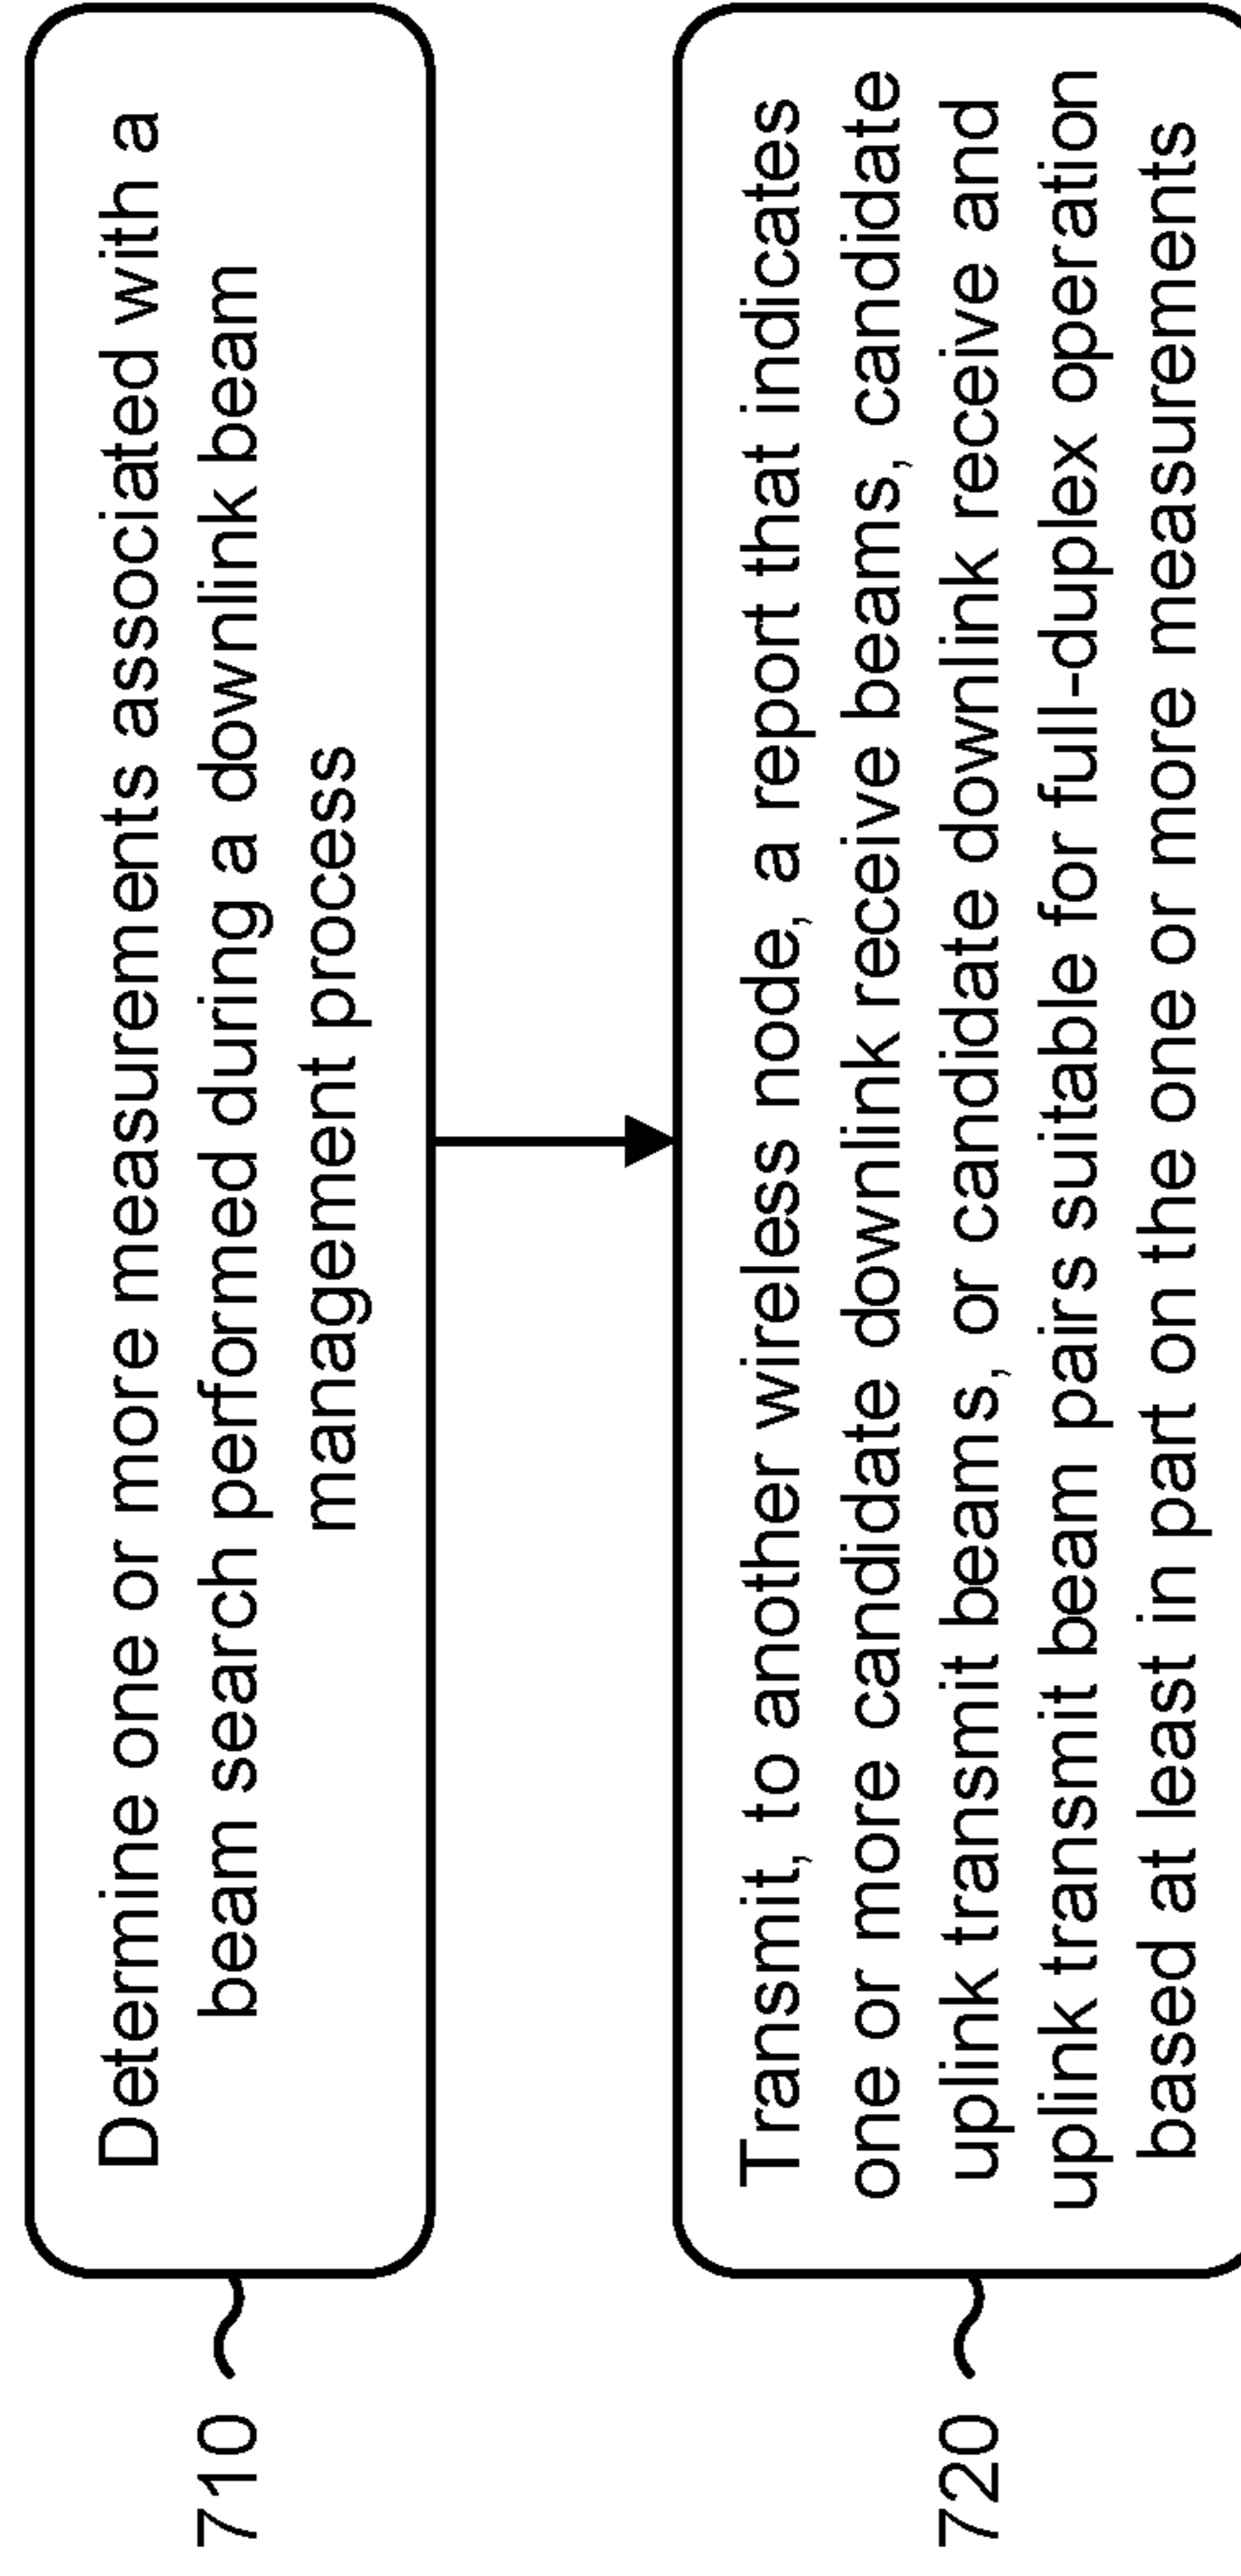 710
Determine one or more measurements associated with a
beam search performed during a downlink beam
management process
720
Transmit, to another wireless node, a report that indicates
one or more candidate downlink receive beams, candidate
uplink transmit beams, or candidate downlink receive and
uplink transmit beam pairs suitable for full-duplex operation
based at least in part on the one or more measurements